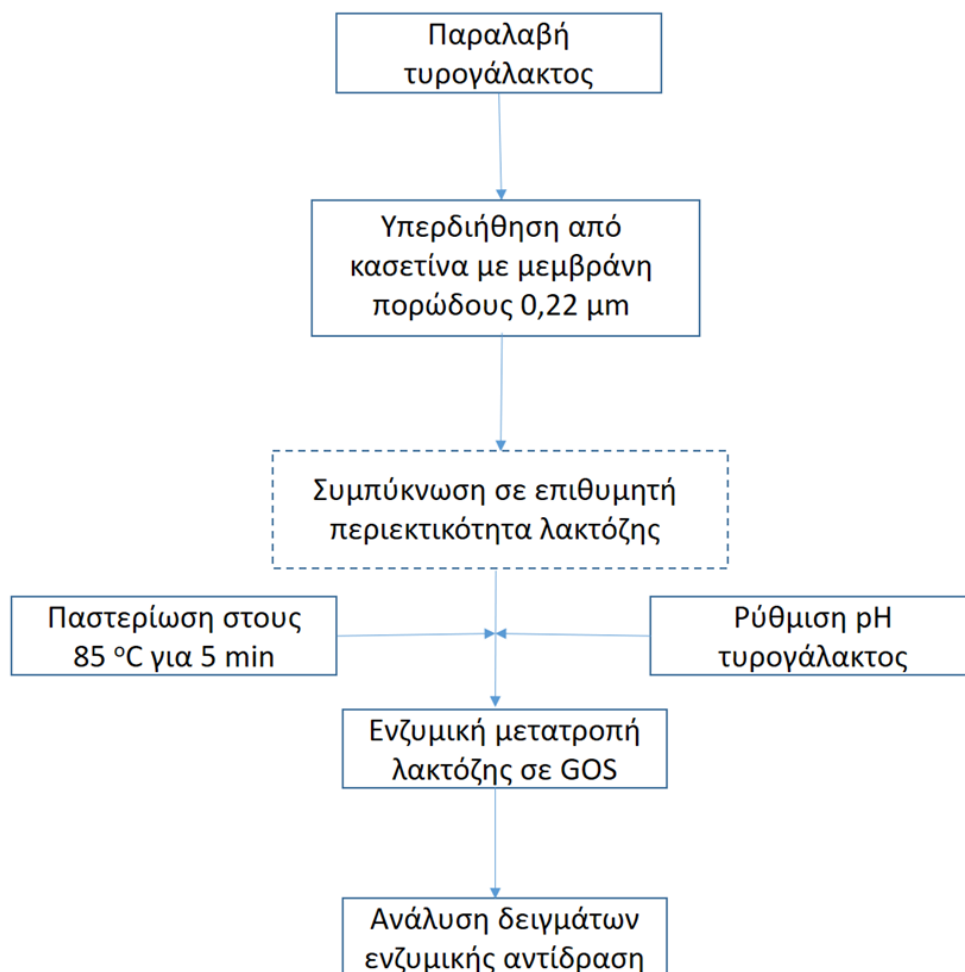 Παραλαβή
τυρογάλακτος
Υπερδιήθηση από
κασετίνα με μεμβράνη
πορώδους 0,22 μm
Συμπύκνωση σε επιθυμητή
περιεκτικότητα λακτόζης
Παστερίωση στους
85 °C για 5 min
Ρύθμιση pH
τυρογάλακτος
Ενζυμική μετατροπή
λακτόζης σε GOS
Ανάλυση δειγμάτων
ενζυμικής αντίδραση